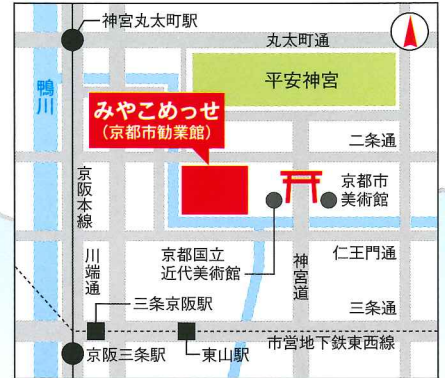 神宮丸太町駅
丸太町通
平安神宮
鴨川
みやこめっせ
(京都市勧業館)
二条通
京都市
美術館
京阪本線
川端通
京都国立
近代美術館
神宮道
仁王門通
三条京阪駅
三条通
市営地下鉄東西線
京阪三条駅
東山駅